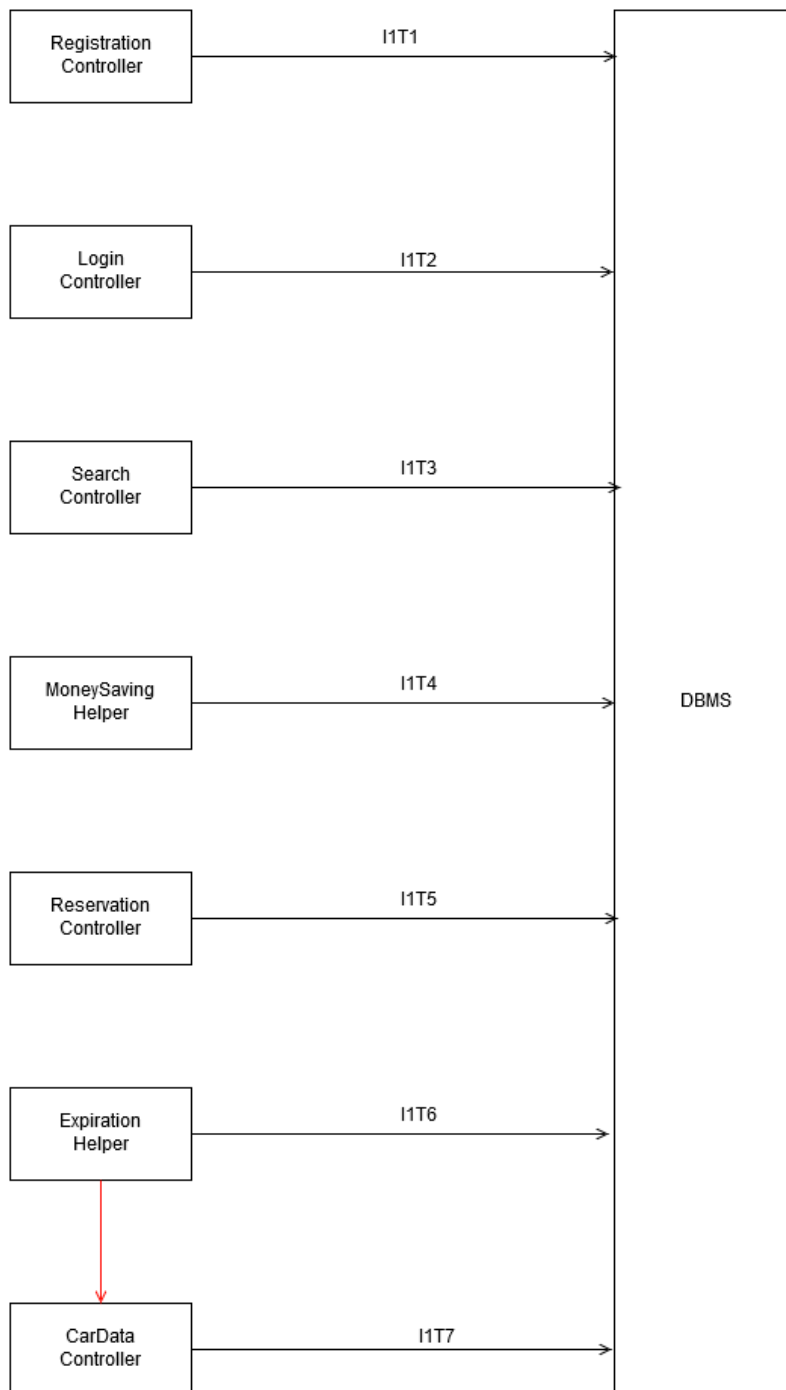 Registration
Controller
I1T1
Login
Controller
I1T2
Search
Controller
I1T3
MoneySaving
Helper
I1T4
DBMS
Reservation
Controller
I1T5
Expiration
Helper
I1T6
CarData
Controller
I1T7